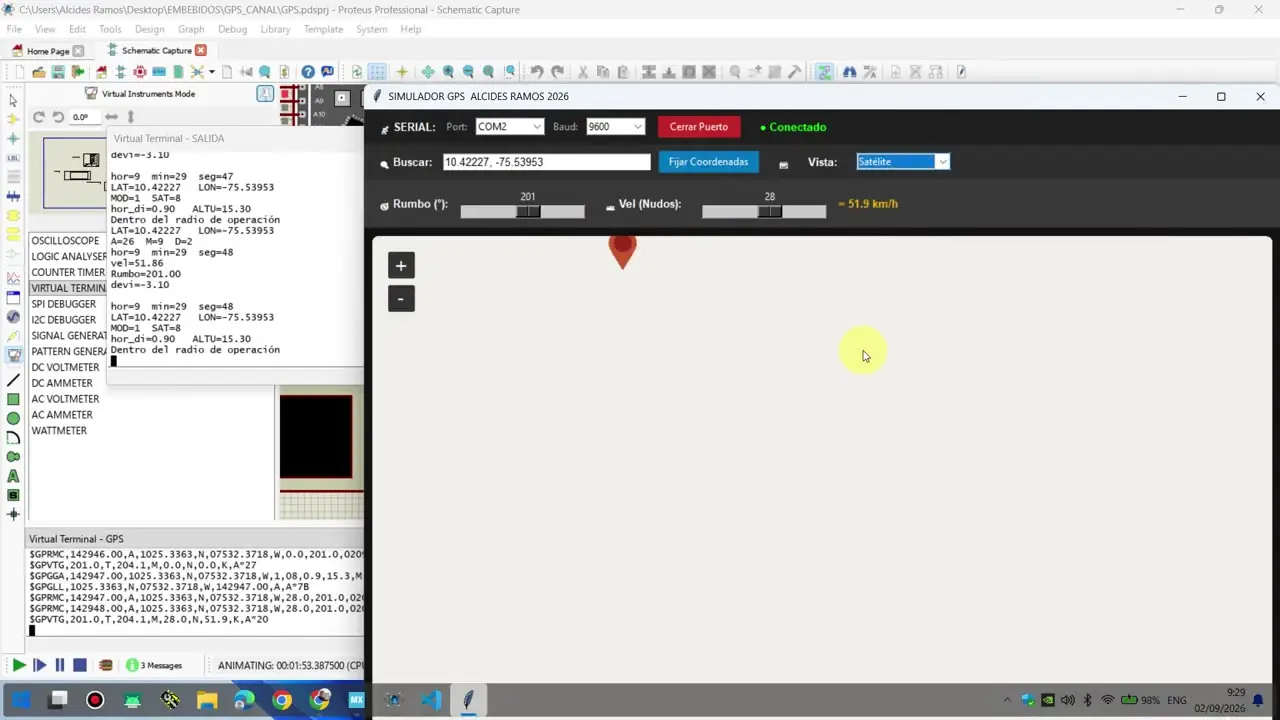 C:\Users\Alcides Ramos\Desktop\EMBEBIDOS\GPS_CANAL\GPS.pdsprj - Proteus Professional - Schematic Capture
File View Edit Tools Design Graph Debug Library Template System Help
Home Page
Schematic Capture
Virtual Instruments Mode
0.0°
LBL
OSCILLOSCOPE
LOGIC ANALYSER
COUNTER TIMER
VIRTUAL TERMIN
SPI DEBUGGER
I2C DEBUGGER
SIGNAL GENERAT
PATTERN GENERA
DC VOLTMETER
DC AMMETER
AC VOLTMETER
AC AMMETER
WATTMETER
Virtual Terminal - SALIDA
devi=-3.10
hor=9 min=29 seg=47
LAT=10.42227 LON=-75.53953
MOD=1 SAT=8
hor_di=0.90 ALTU=15.30
Dentro del radio de operación
LAT=10.42227 LON=-75.53953
A=26 M=9 D=2
hor=9 min=29 seg=48
vel=51.86
Rumbo=201.00
devi=-3.10
hor=9 min=29 seg=48
LAT=10.42227 LON=-75.53953
MOD=1 SAT=8
hor_di=0.90 ALTU=15.30
Dentro del radio de operación
A8
A9
A10
SIMULADOR GPS ALCIDES RAMOS 2026
SERIAL: Port: COM2 Baud: 9600 Cerrar Puerto ● Conectado
Buscar: 10.42227, -75.53953 Fijar Coordenadas Vista: Satélite
Rumbo (°): 201 Vel (Nudos): 28 = 51.9 km/h
+
-
Virtual Terminal - GPS
$GPRMC,142946.00,A,1025.3363,N,07532.3718,W,0.0,201.0,020
$GPVTG,201.0,T,204.1,M,0.0,N,0.0,K,A*27
$GPGGA,142947.00,1025.3363,N,07532.3718,W,1,08,0.9,15.3,M
$GPGLL,1025.3363,N,07532.3718,W,142947.00,A,A*7B
$GPRMC,142947.00,A,1025.3363,N,07532.3718,W,28.0,201.0,02
$GPRMC,142948.00,A,1025.3363,N,07532.3718,W,28.0,201.0,02
$GPVTG,201.0,T,204.1,M,28.0,N,51.9,K,A*20
3 Messages
ANIMATING: 00:01:53.387500 (CPU
MX
98%
ENG
9:29
02/09/2026